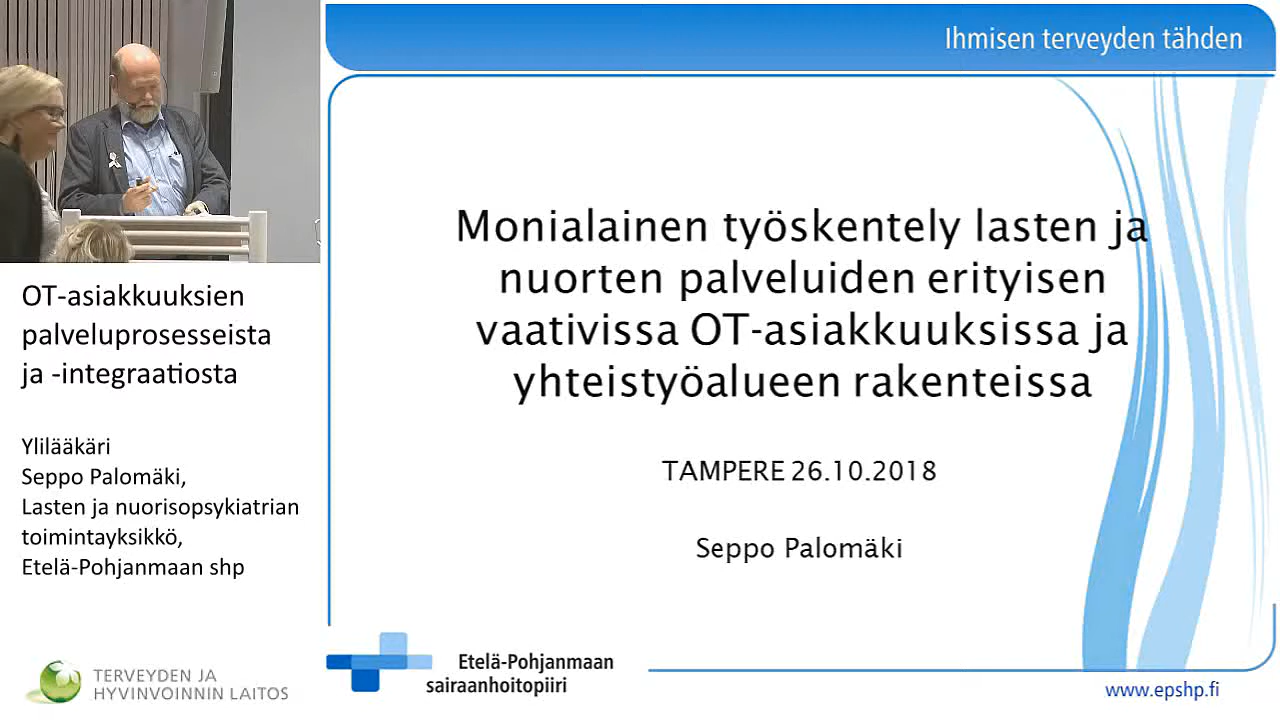 Ihmisen terveyden tähden
Monialainen työskentely lasten ja
nuorten palveluiden erityisen
vaativissa OT-asiakkuuksissa ja
yhteistyöalueen rakenteissa
TAMPERE 26.10.2018
Seppo Palomäki
OT-asiakkuuksien
palveluprosesseista
ja -integraatiosta
Ylilääkäri
Seppo Palomäki,
Lasten ja nuorisopsykiatrian
toimintayksikkö,
Etelä-Pohjanmaan shp
TERVEYDEN JA
HYVINVOINNIN LAITOS
Etelä-Pohjanmaan
sairaanhoitopiiri
www.epshp.fi